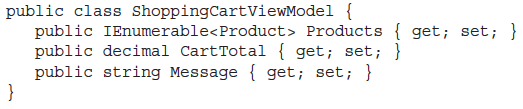 public class ShoppingCartViewModel {
    public IEnumerable<Product> Products { get; set; }
    public decimal CartTotal { get; set; }
    public string Message { get; set; }
}